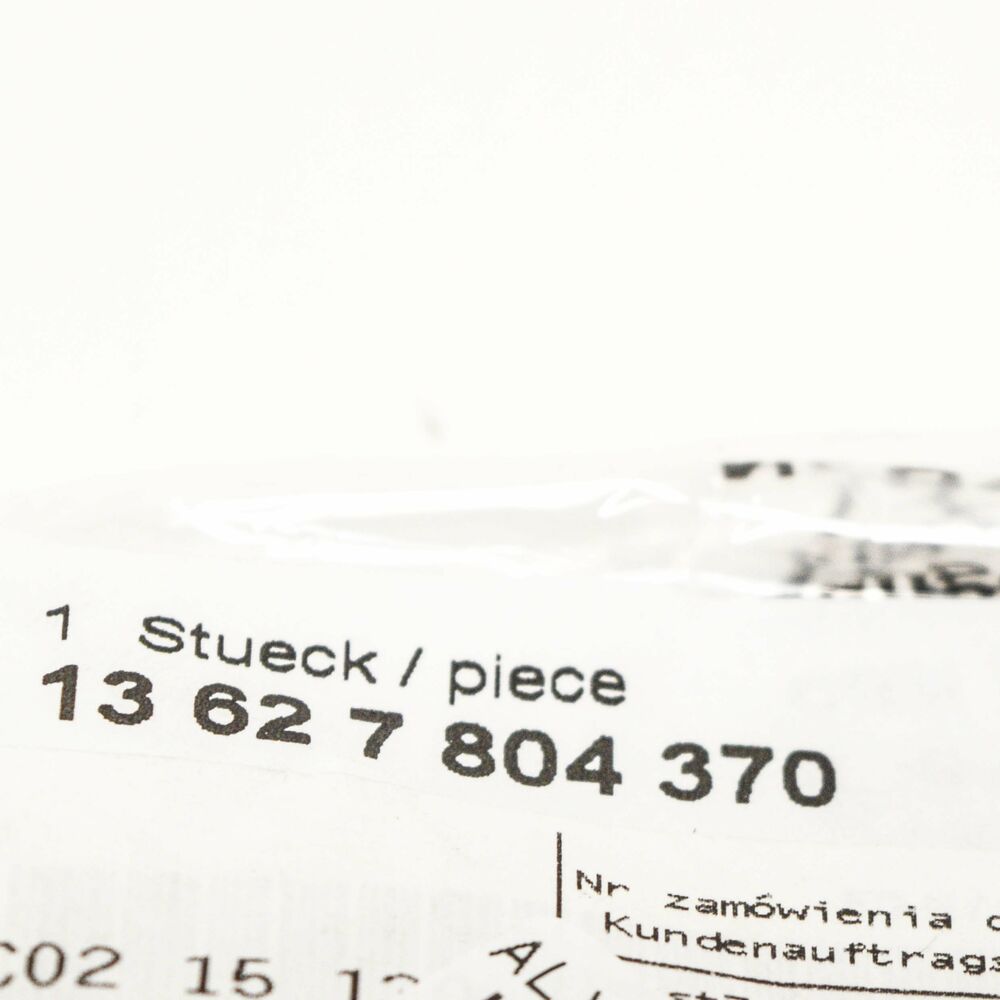 1 Stueck / piece
13 62 7 804 370
Nr zamówienia
Kundenauftrags
C02 15